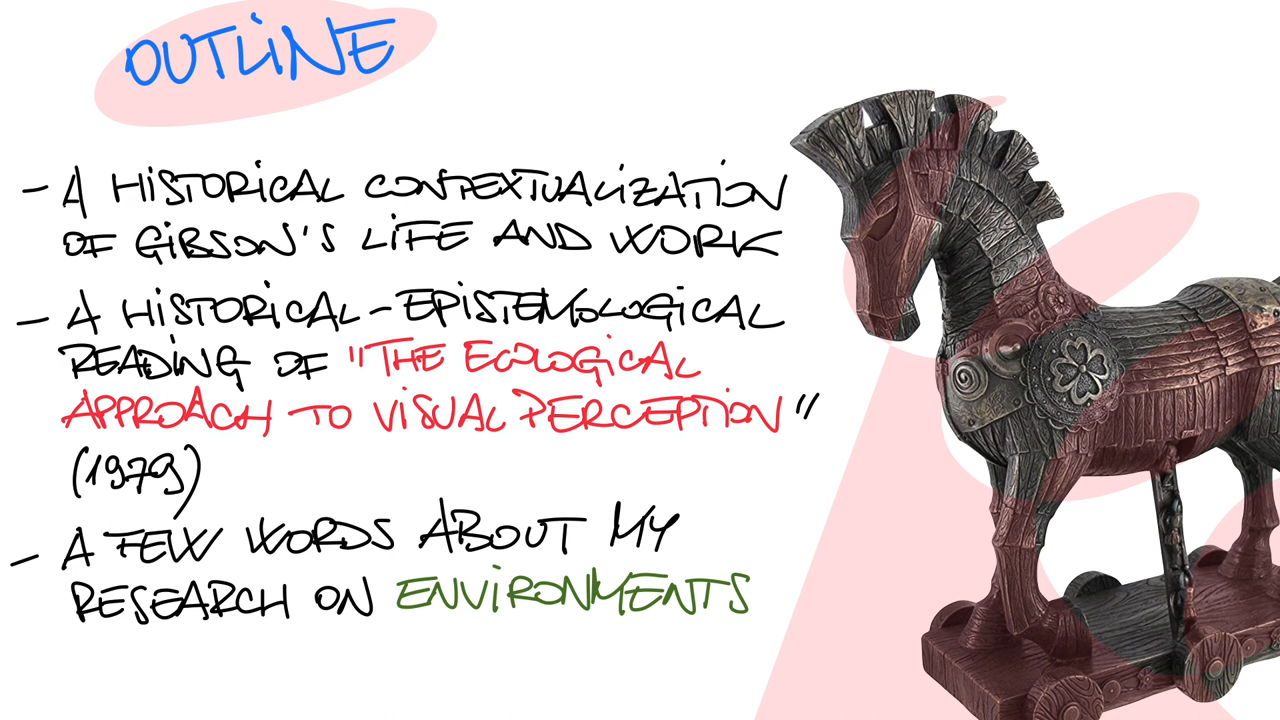 OUTLINE
- A HISTORICAL CONTEXTUALIZATION
OF GIBSON'S LIFE AND WORK
- A HISTORICAL-EPISTEMOLOGICAL
READING OF "THE ECOLOGICAL
APPROACH TO VISUAL PERCEPTION"
(1979)
- A FEW WORDS ABOUT MY
RESEARCH ON ENVIRONMENTS